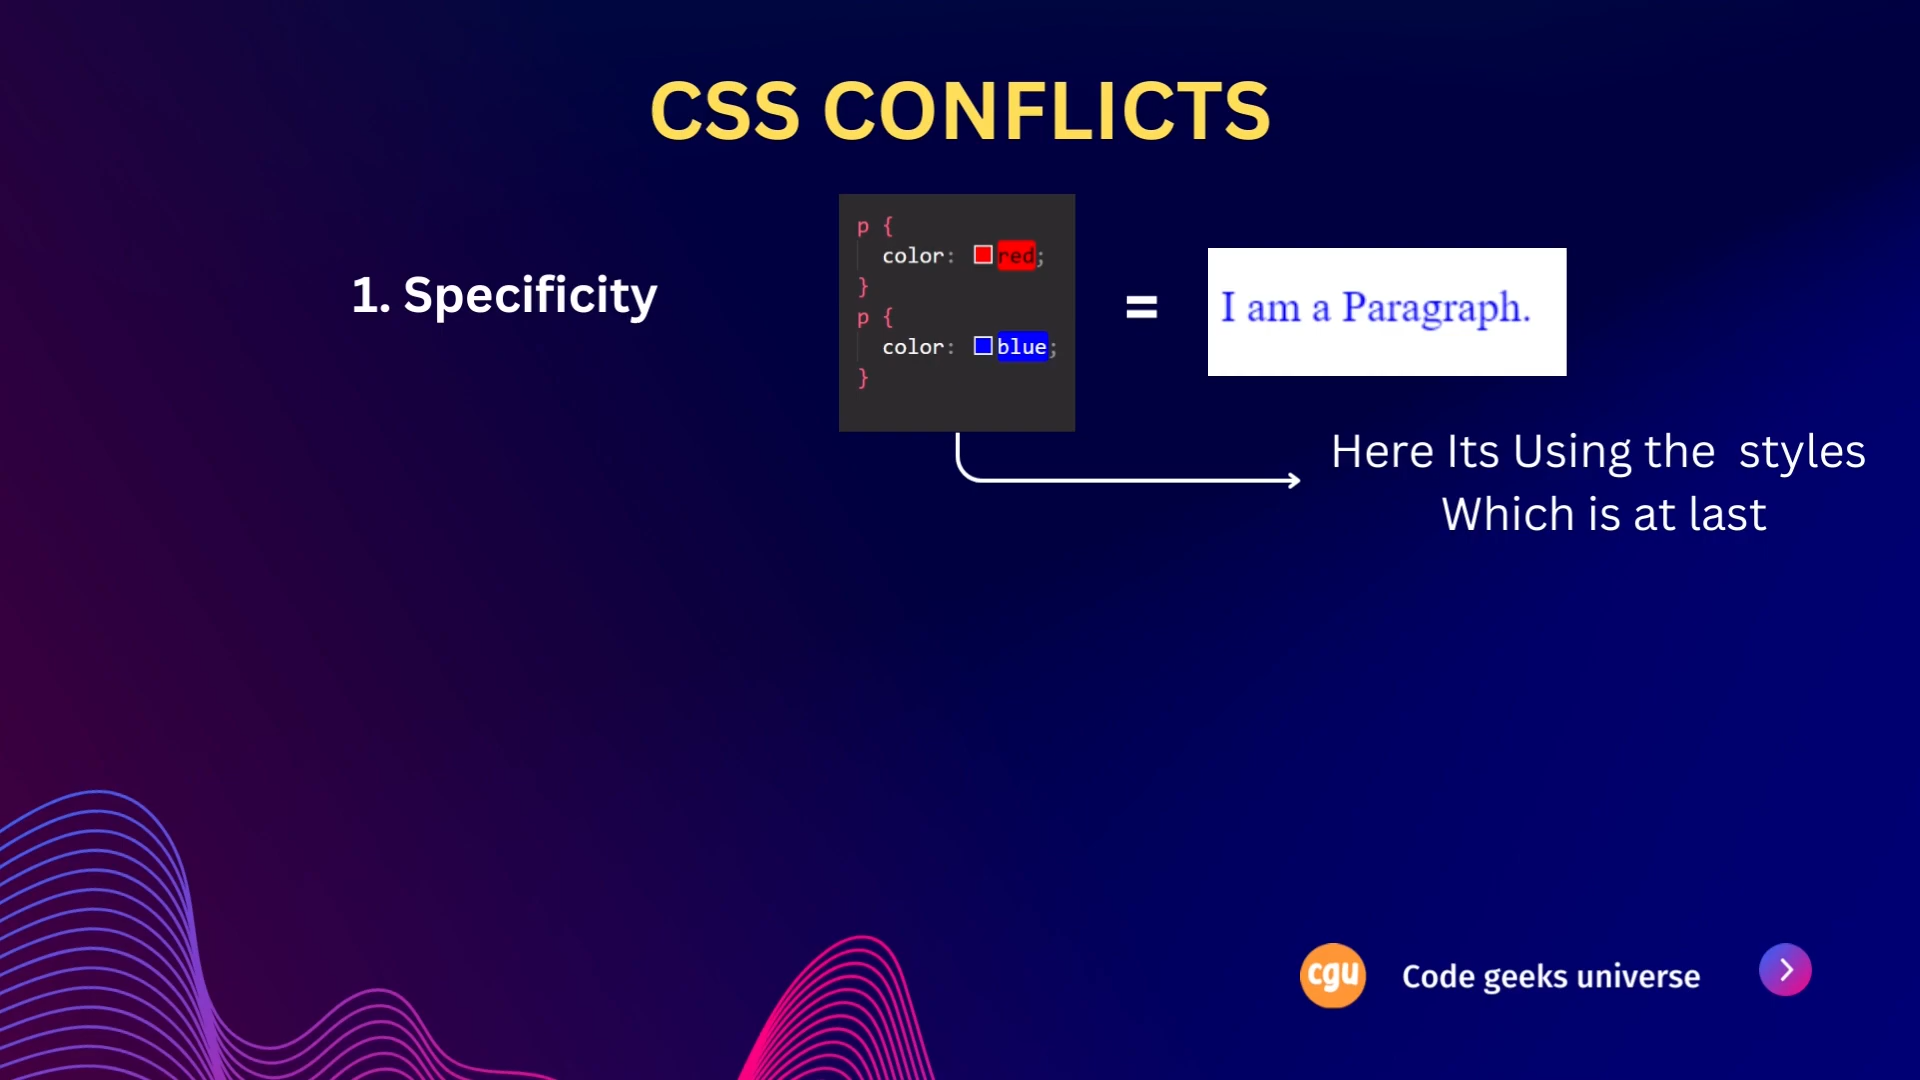 CSS CONFLICTS
1. Specificity
p {
color: red;
}
p {
color: blue;
}
=
I am a Paragraph.
Here Its Using the styles
Which is at last
cgu
Code geeks universe